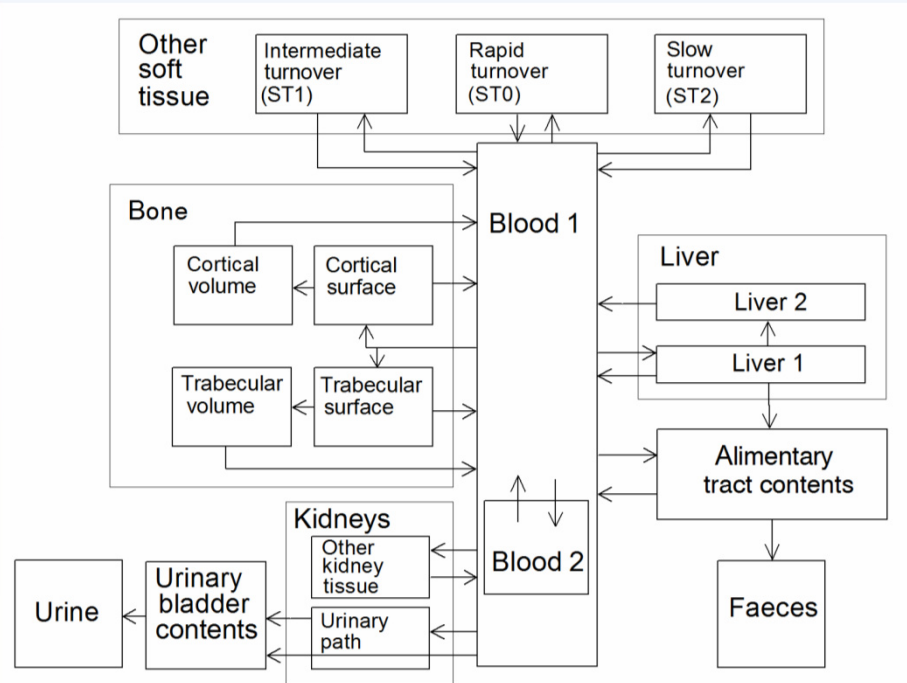 Other
soft
tissue
Intermediate
turnover
(ST1)
Rapid
turnover
(ST0)
Slow
turnover
(ST2)
Blood 1
Bone
Cortical
volume
Cortical
surface
Trabecular
volume
Trabecular
surface
Liver
Liver 2
Liver 1
Alimentary
tract contents
Kidneys
Other
kidney
tissue
Blood 2
Urinary
path
Urinary
bladder
contents
Urine
Faeces